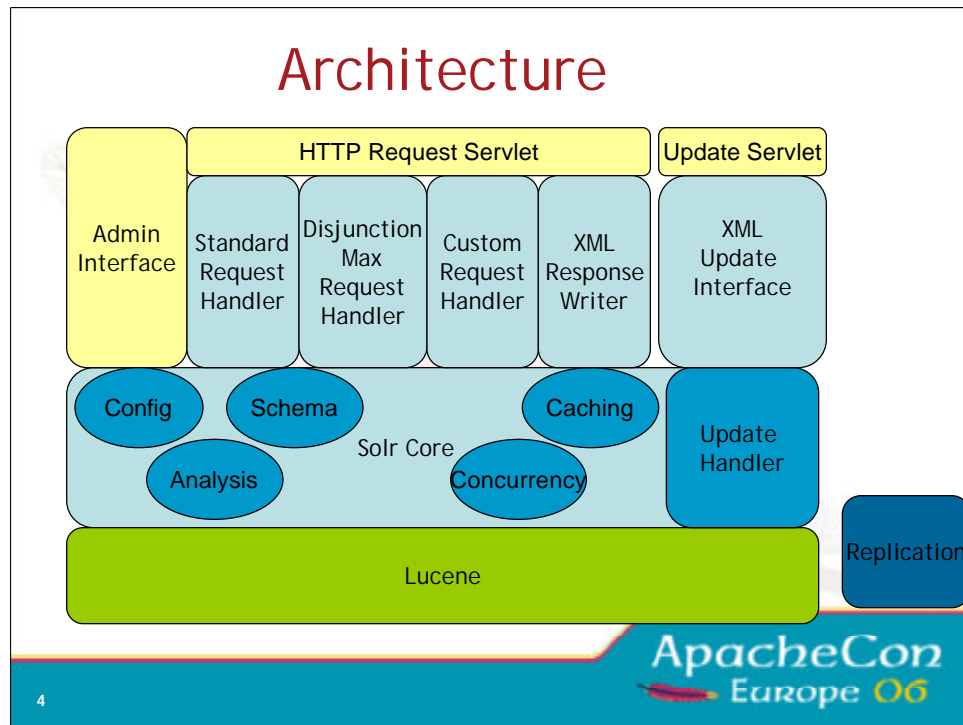 Architecture
HTTP Request Servlet
Update Servlet
Admin
Interface
Standard
Request
Handler
Disjunction
Max
Request
Handler
Custom
Request
Handler
XML
Response
Writer
XML
Update
Interface
Config
Schema
Caching
Solr Core
Analysis
Concurrency
Update
Handler
Lucene
Replication
ApacheCon
Europe 06
4